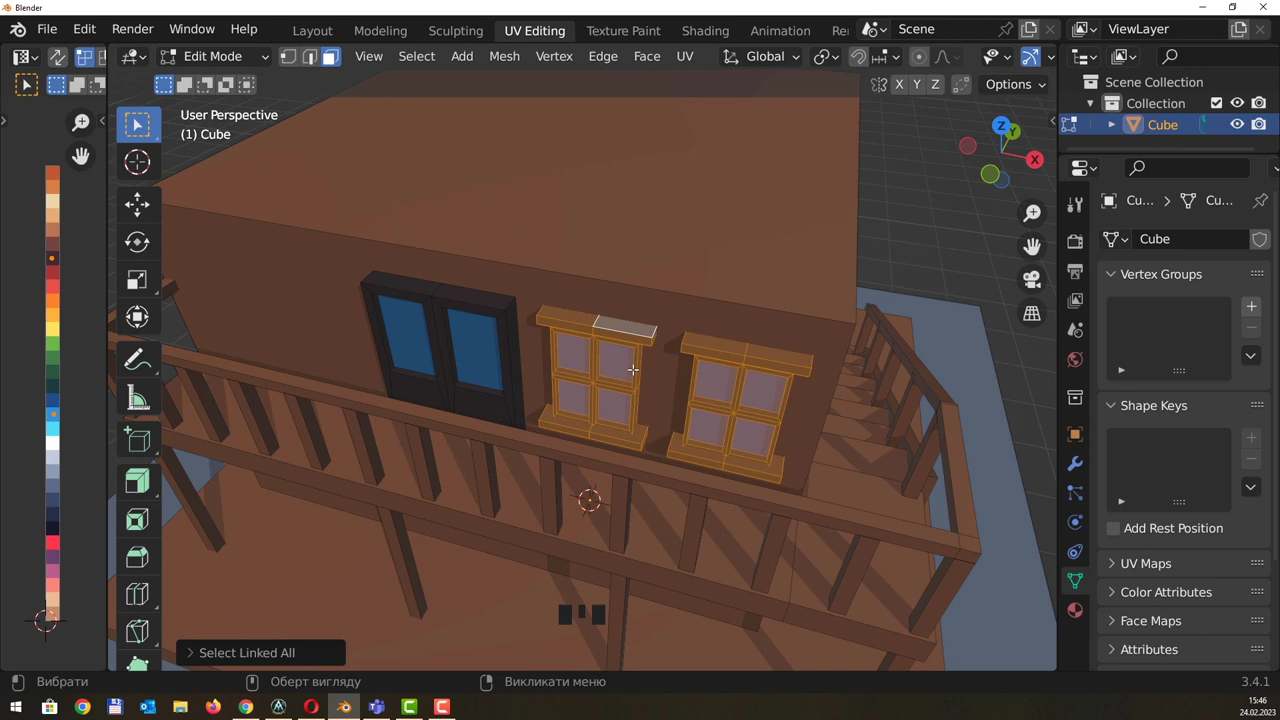 Blender
File Edit Render Window Help Layout Modeling Sculpting UV Editing Texture Paint Shading Animation Re Scene ViewLayer
Edit Mode View Select Add Mesh Vertex Edge Face UV Global
X Y Z Options
User Perspective
(1) Cube
Z
Y
X
Scene Collection
Collection
Cube
Cu... Cu...
Cube
Vertex Groups
Shape Keys
Add Rest Position
UV Maps
Color Attributes
Face Maps
Attributes
Select Linked All
Вибрати Оберт вигляду Викликати меню 3.4.1
15:46
24.02.2023